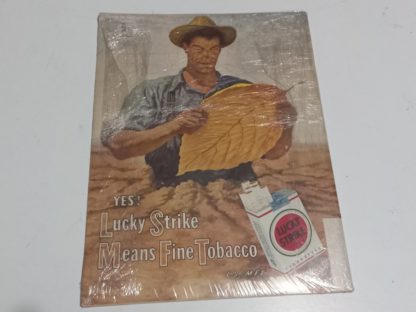 YES!
Lucky Strike
Means Fine Tobacco
LUCKY
STRIKE